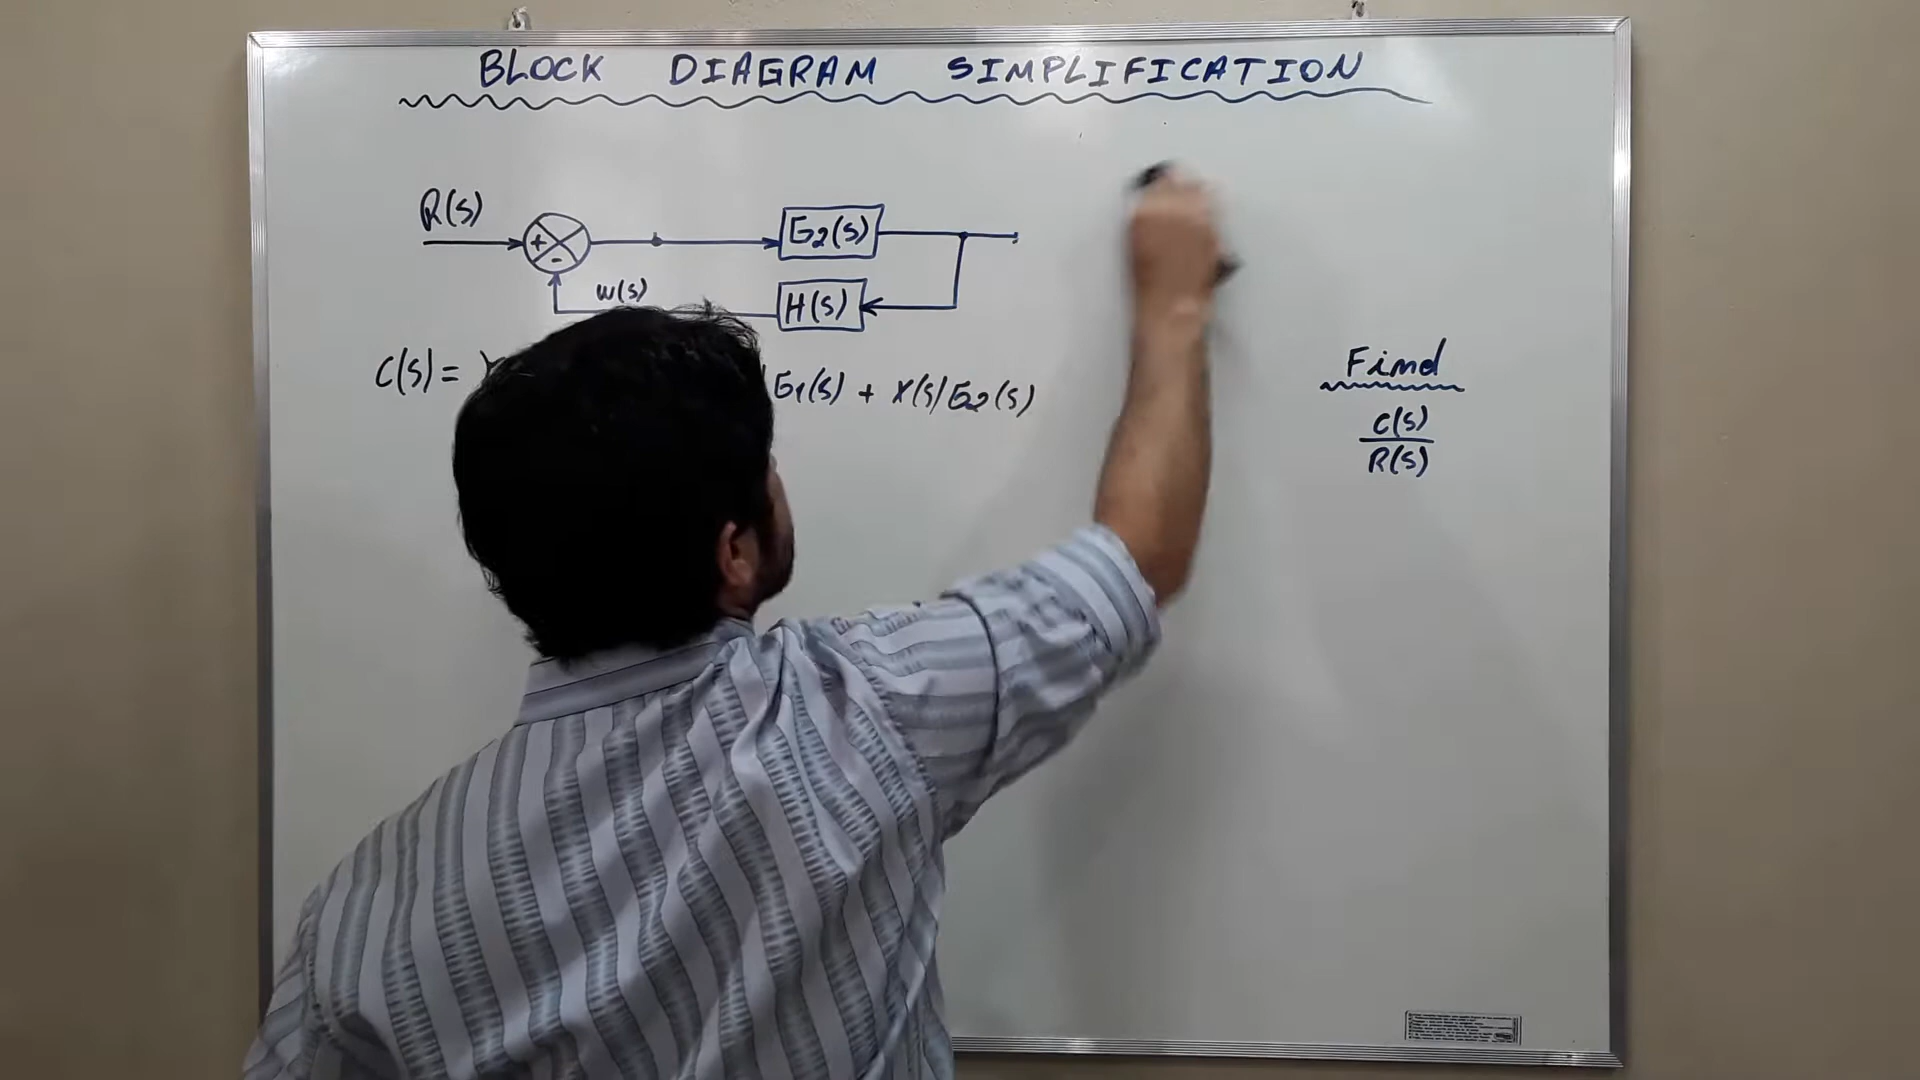 BLOCK DIAGRAM SIMPLIFICATION
R(s)
+
-
G2(s)
W(s)
H(s)
C(s) = G1(s) + X(s)G2(s)
Find
C(s)
R(s)